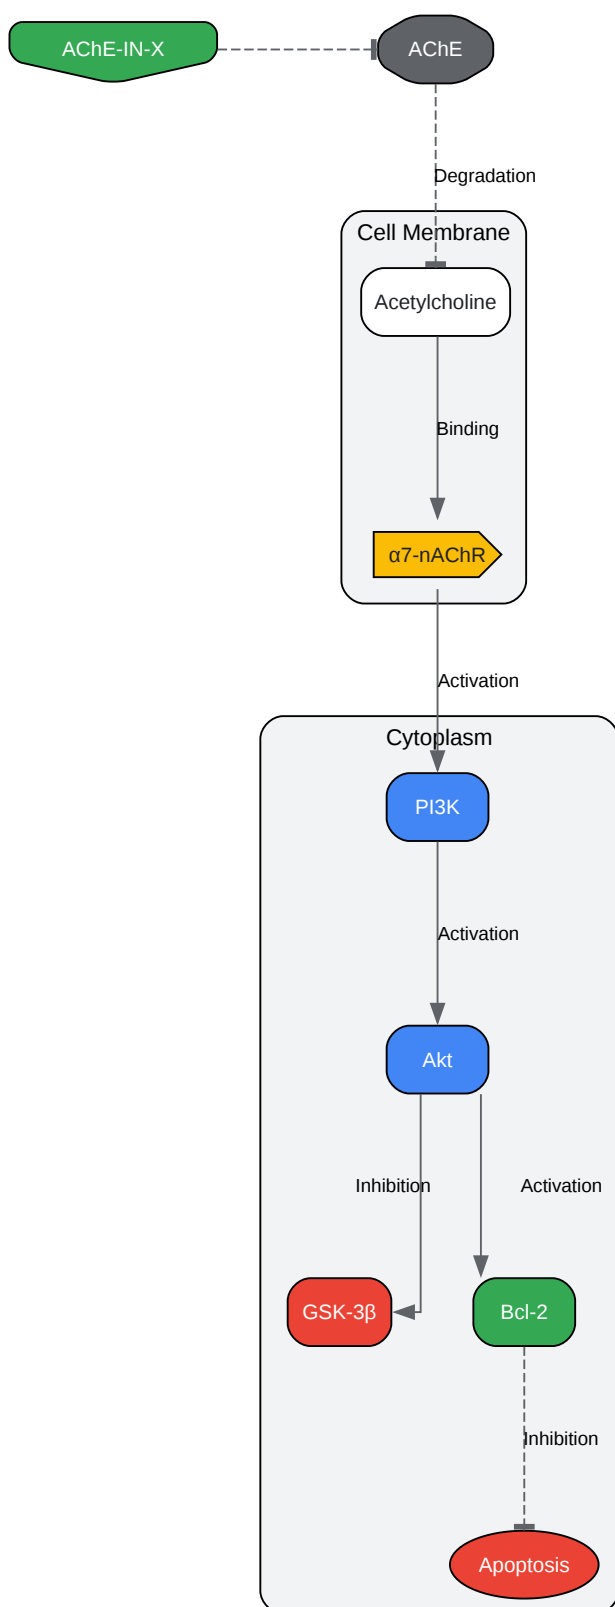 AChE-IN-X
AChE
Degradation
Cell Membrane
Acetylcholine
Binding
α7-nAChR
Activation
Cytoplasm
PI3K
Activation
Akt
Inhibition
Activation
GSK-3β
Bcl-2
Inhibition
Apoptosis